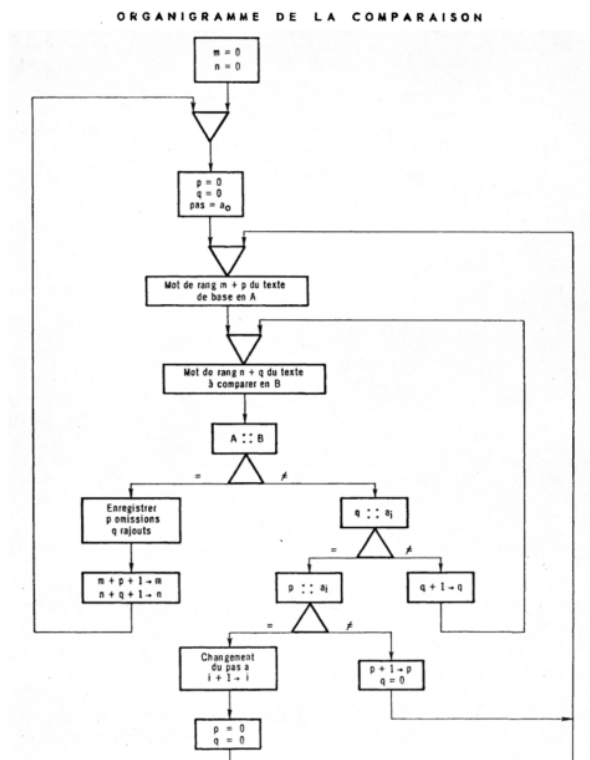 ORGANIGRAMME DE LA COMPARAISON
m = 0
n = 0
p = 0
q = 0
pas = a₀
Mot de rang m + p du texte
de base en A
Mot de rang n + q du texte
à comparer en B
A :: B
= ≠
Enregistrer
p omissions
q rajouts
q :: aᵢ
= ≠
m + p + 1 → m
n + q + 1 → n
p :: aᵢ
q + 1 → q
= ≠
Changement
du pas a
i + 1 → i
p + 1 → p
q = 0
p = 0
q = 0